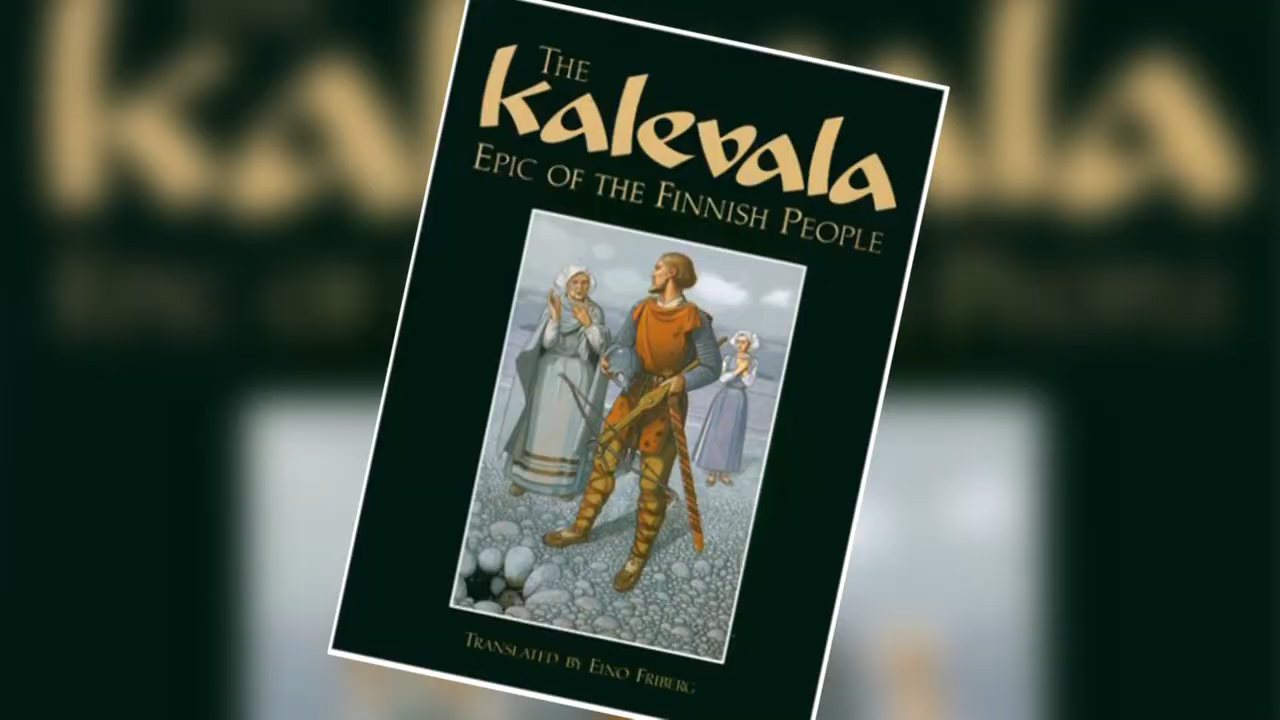 THE
kalevala
EPIC OF THE FINNISH PEOPLE
TRANSLATED BY EINO FRIBERG